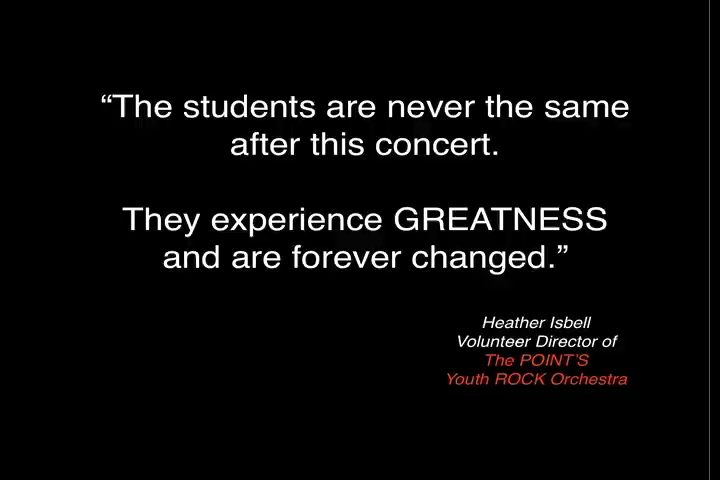 “The students are never the same
after this concert.
They experience GREATNESS
and are forever changed.”
Heather Isbell
Volunteer Director of
The POINT’S
Youth ROCK Orchestra